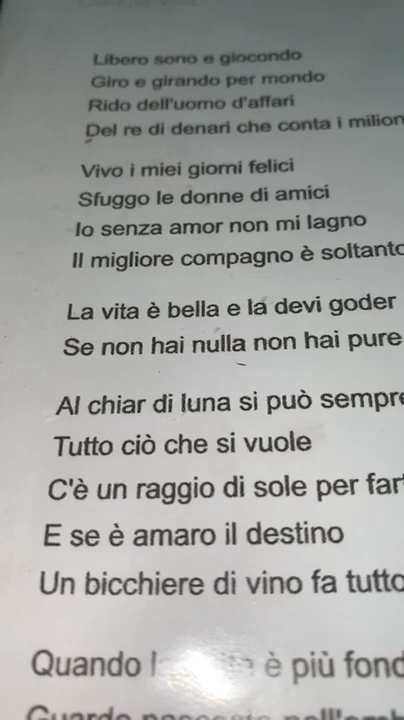 Libero sono e giocondo
Giro e girando per mondo
Rido dell'uomo d'affari
Del re di denari che conta i milion
Vivo i miei giorni felici
Sfuggo le donne di amici
Io senza amor non mi lagno
Il migliore compagno è soltanto
La vita è bella e la devi goder
Se non hai nulla non hai pure
Al chiar di luna si può sempre
Tutto ciò che si vuole
C'è un raggio di sole per far
E se è amaro il destino
Un bicchiere di vino fa tutto
Quando è più fond